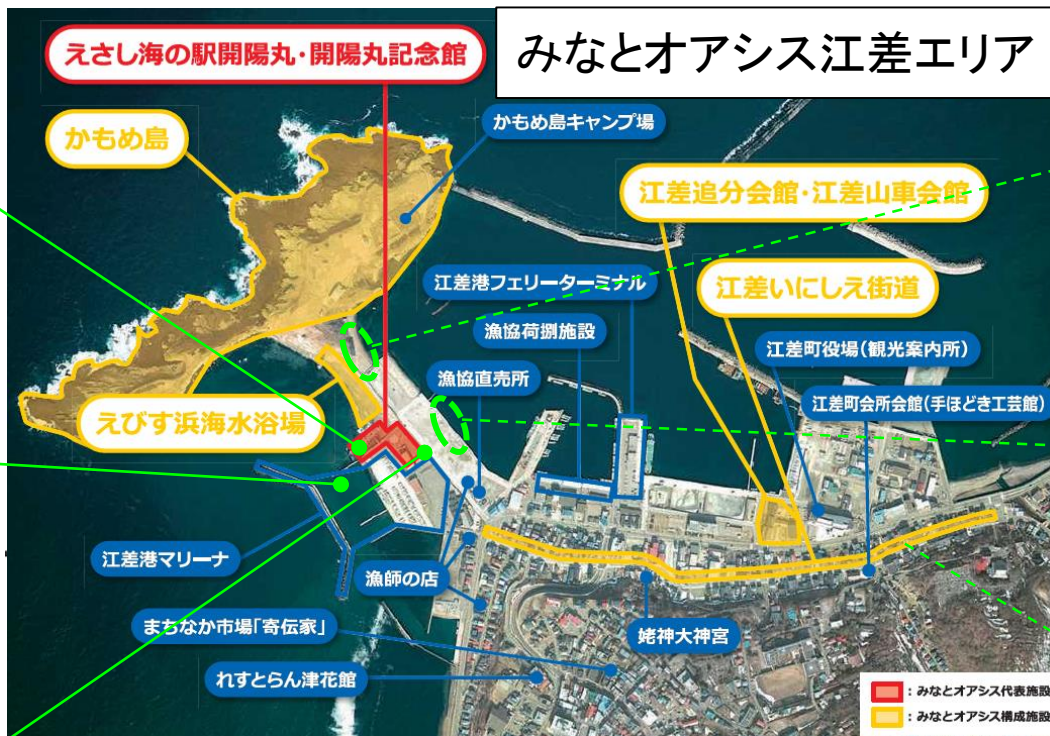 みなとオアシス江差エリア
えさし海の駅開陽丸・開陽丸記念館
かもめ島
かもめ島キャンプ場
江差追分会館・江差山車会館
江差港フェリーターミナル
江差いにしえ街道
漁協荷捌施設
江差町役場(観光案内所)
漁協直売所
江差町会所会館(手ほどき工芸館)
えびす浜海水浴場
江差港マリーナ
漁師の店
まちなか市場「寄伝家」
姥神大神宮
れすとらん津花館
:みなとオアシス代表施設
:みなとオアシス構成施設